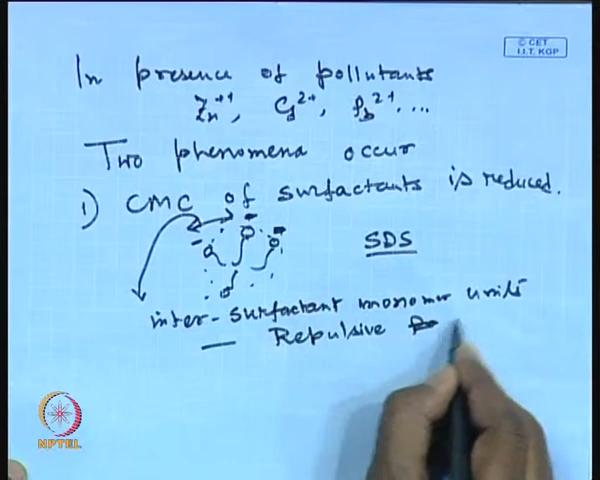 © CET
I.I.T. KGP
In presence of pollutants
Zn++, Cd2+, Pb2+ ....
Two phenomena occur
1) CMC of surfactants is reduced.
SDS
inter-surfactant monomer units
— Repulsive
NPTEL